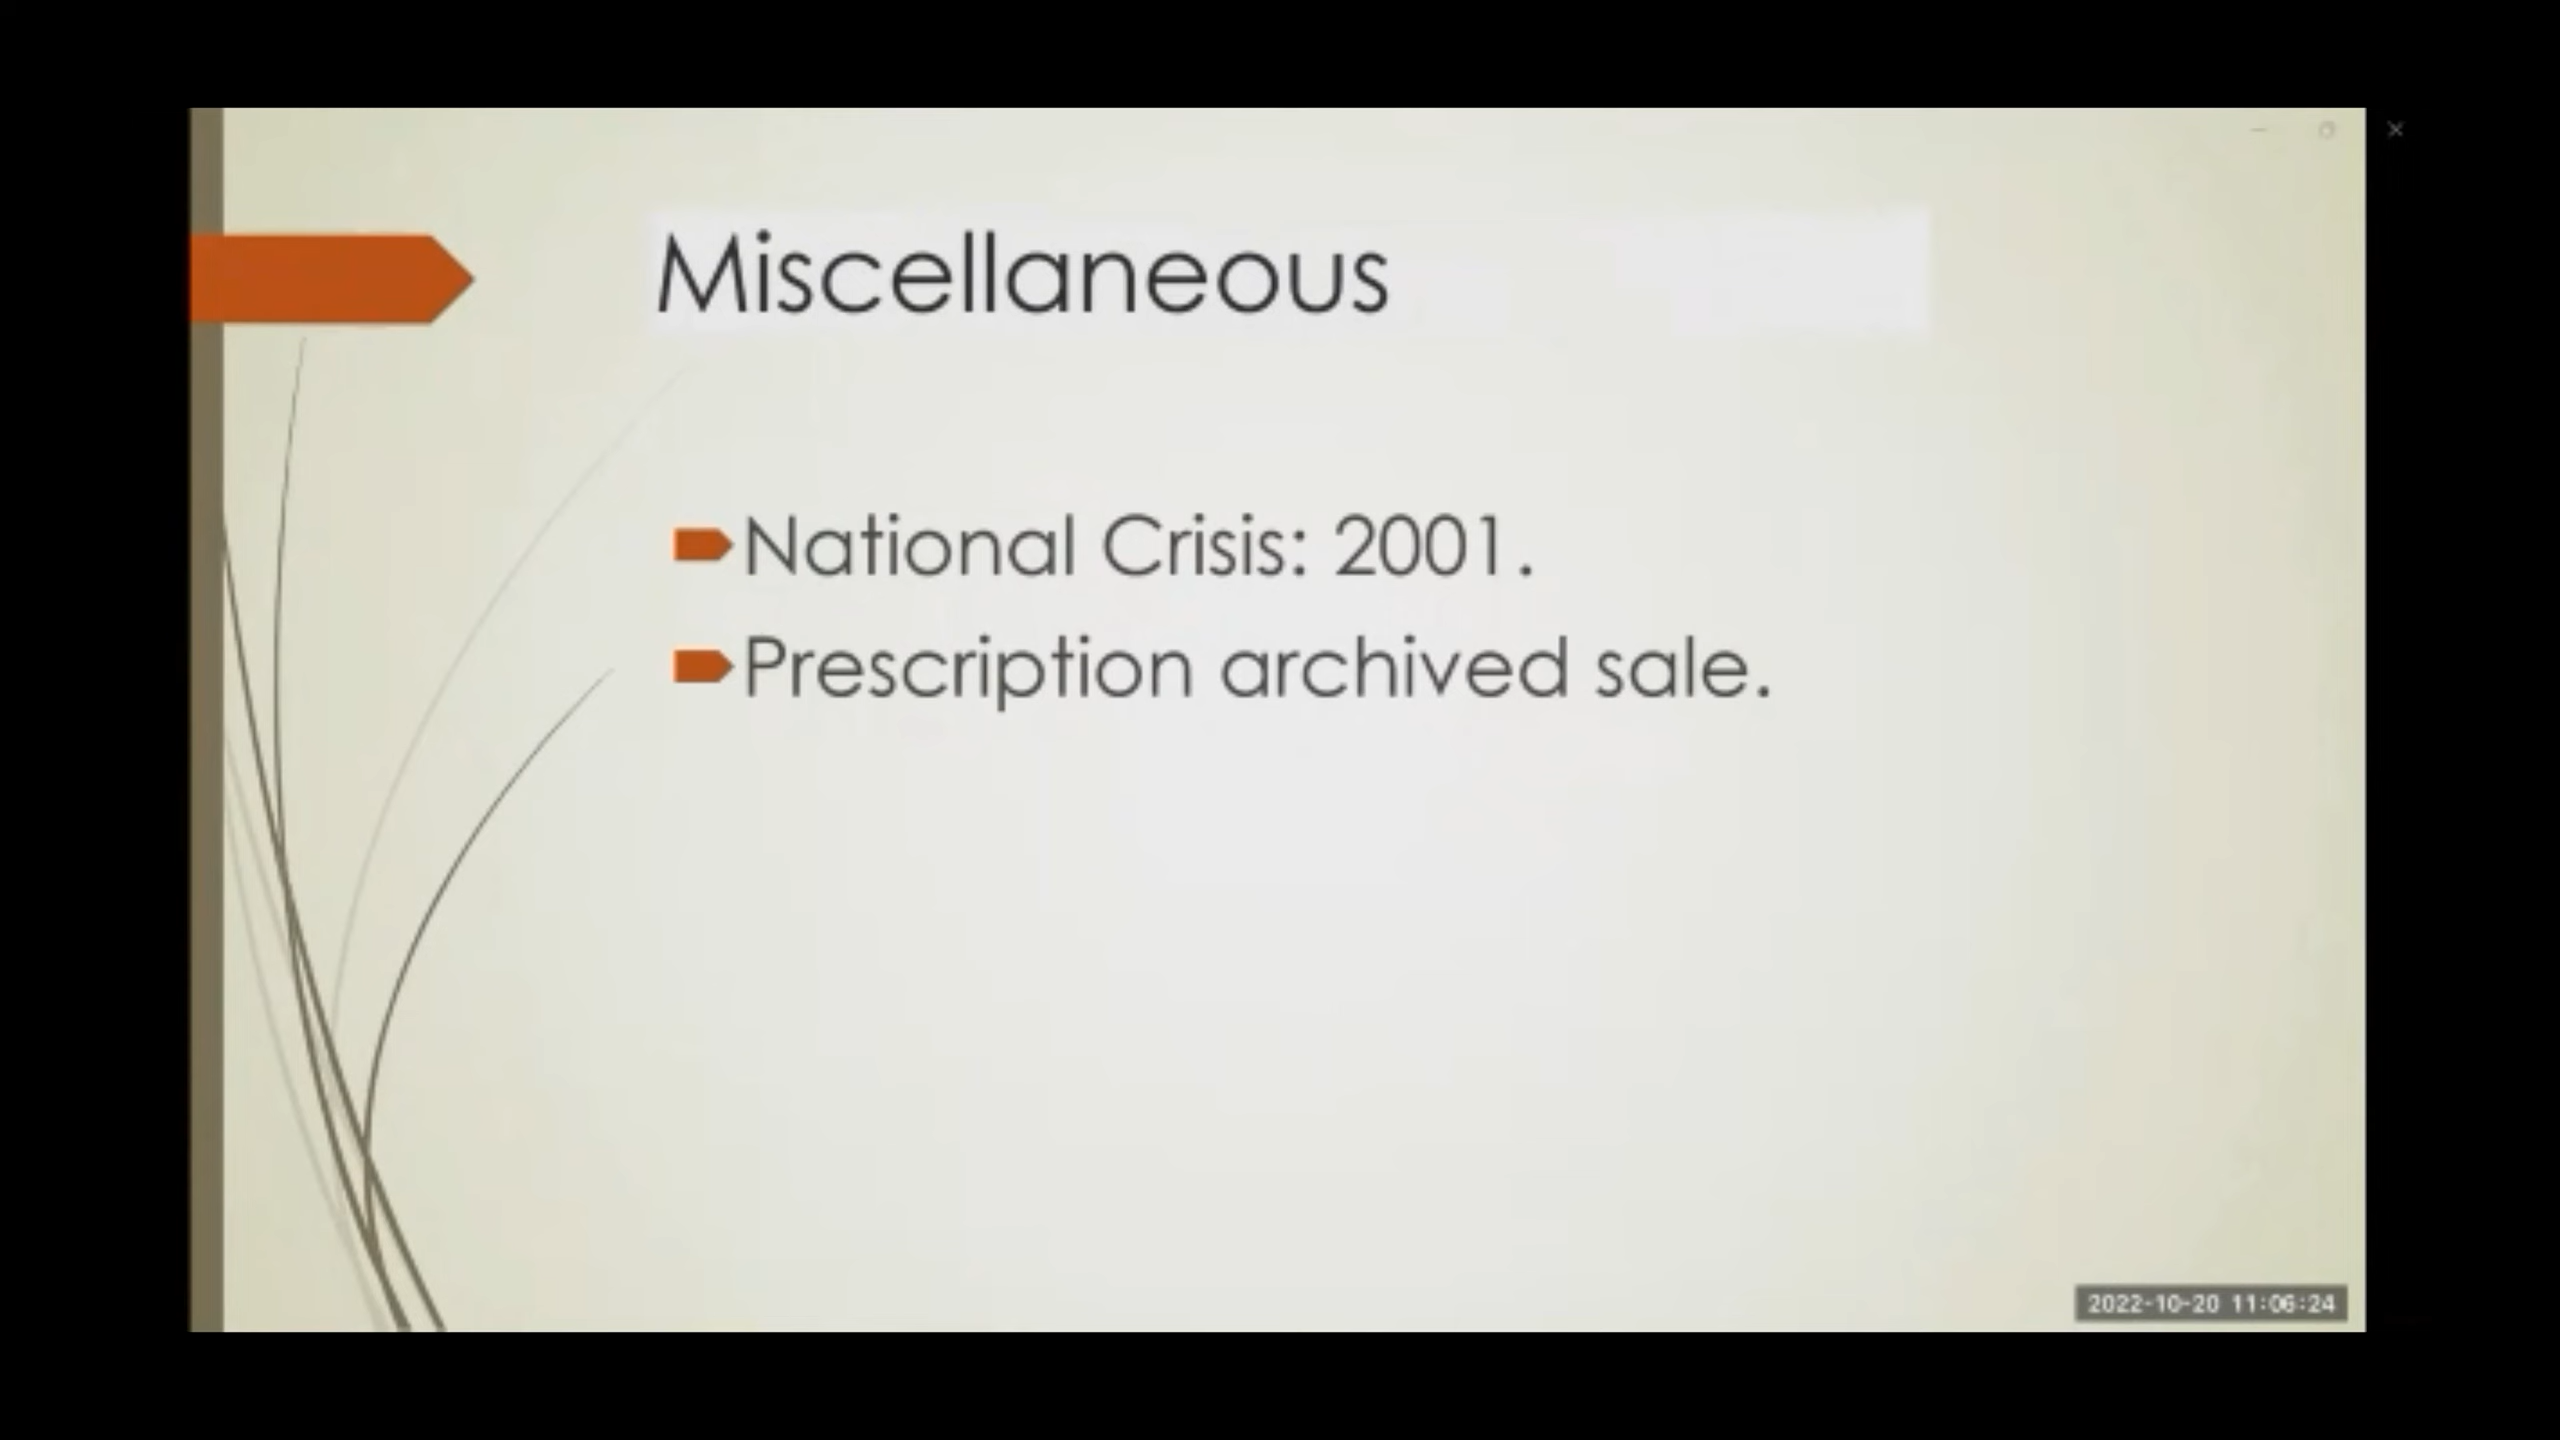 Miscellaneous
National Crisis: 2001.
Prescription archived sale.
2022-10-20 11:06:24